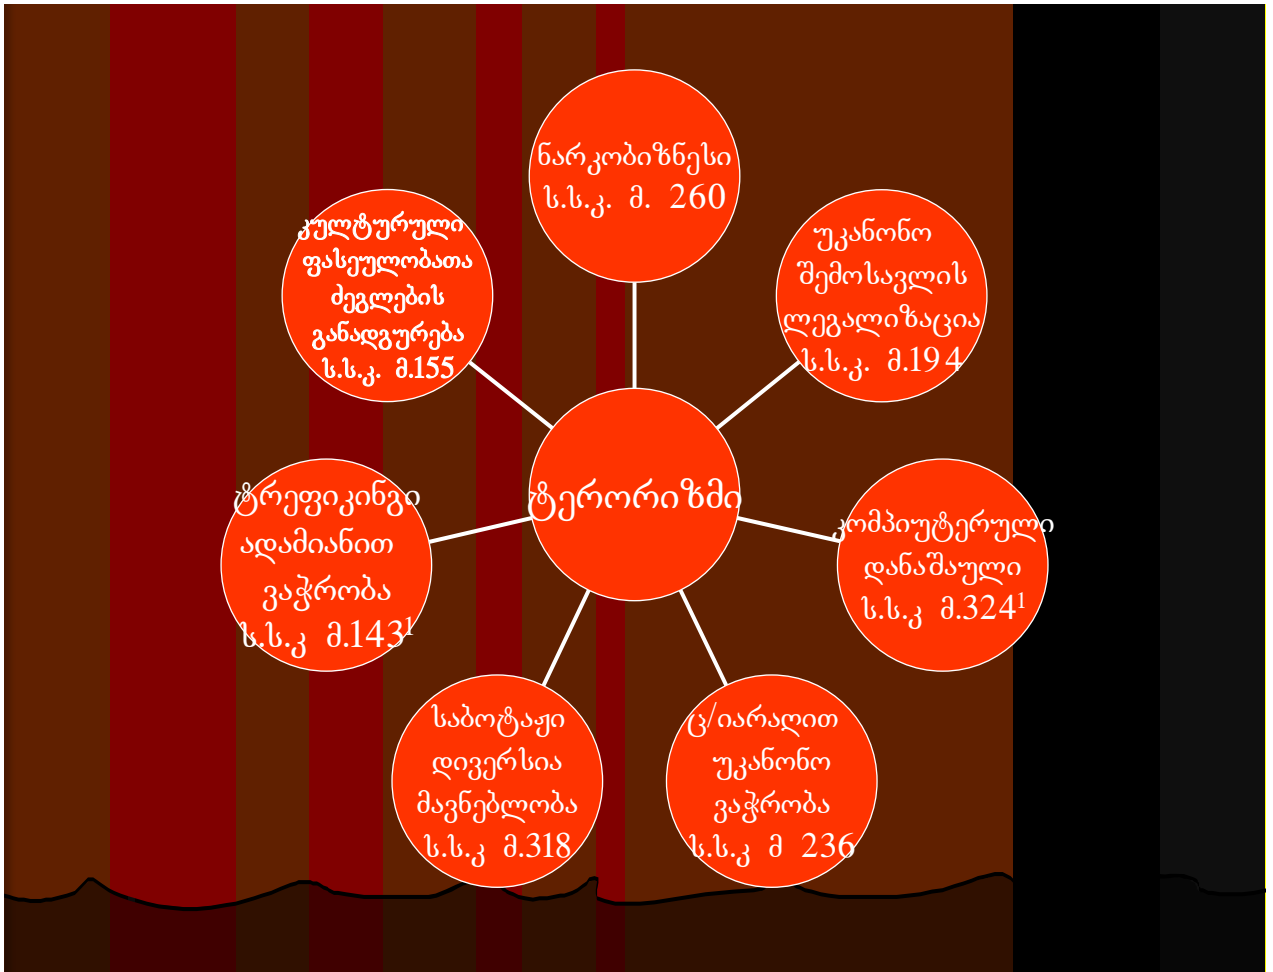 ნარკობიზნესი
ს.ს.კ. მ. 260
უკანონო
შემოსავლის
ლეგალიზაცია
ს.ს.კ. მ.194
კომპიუტერული
დანაშაული
ს.ს.კ მ.324¹
ც/იარაღით
უკანონო
ვაჭრობა
ს.ს.კ მ 236
საბოტაჟი
დივერსია
მავნებლობა
ს.ს.კ მ.318
ტრეფიკინგი
ადამიანით
ვაჭრობა
ს.ს.კ მ.143¹
კულტურული
ფასეულობათა
ძეგლების
განადგურება
ს.ს.კ. მ.155
ტერორიზმი